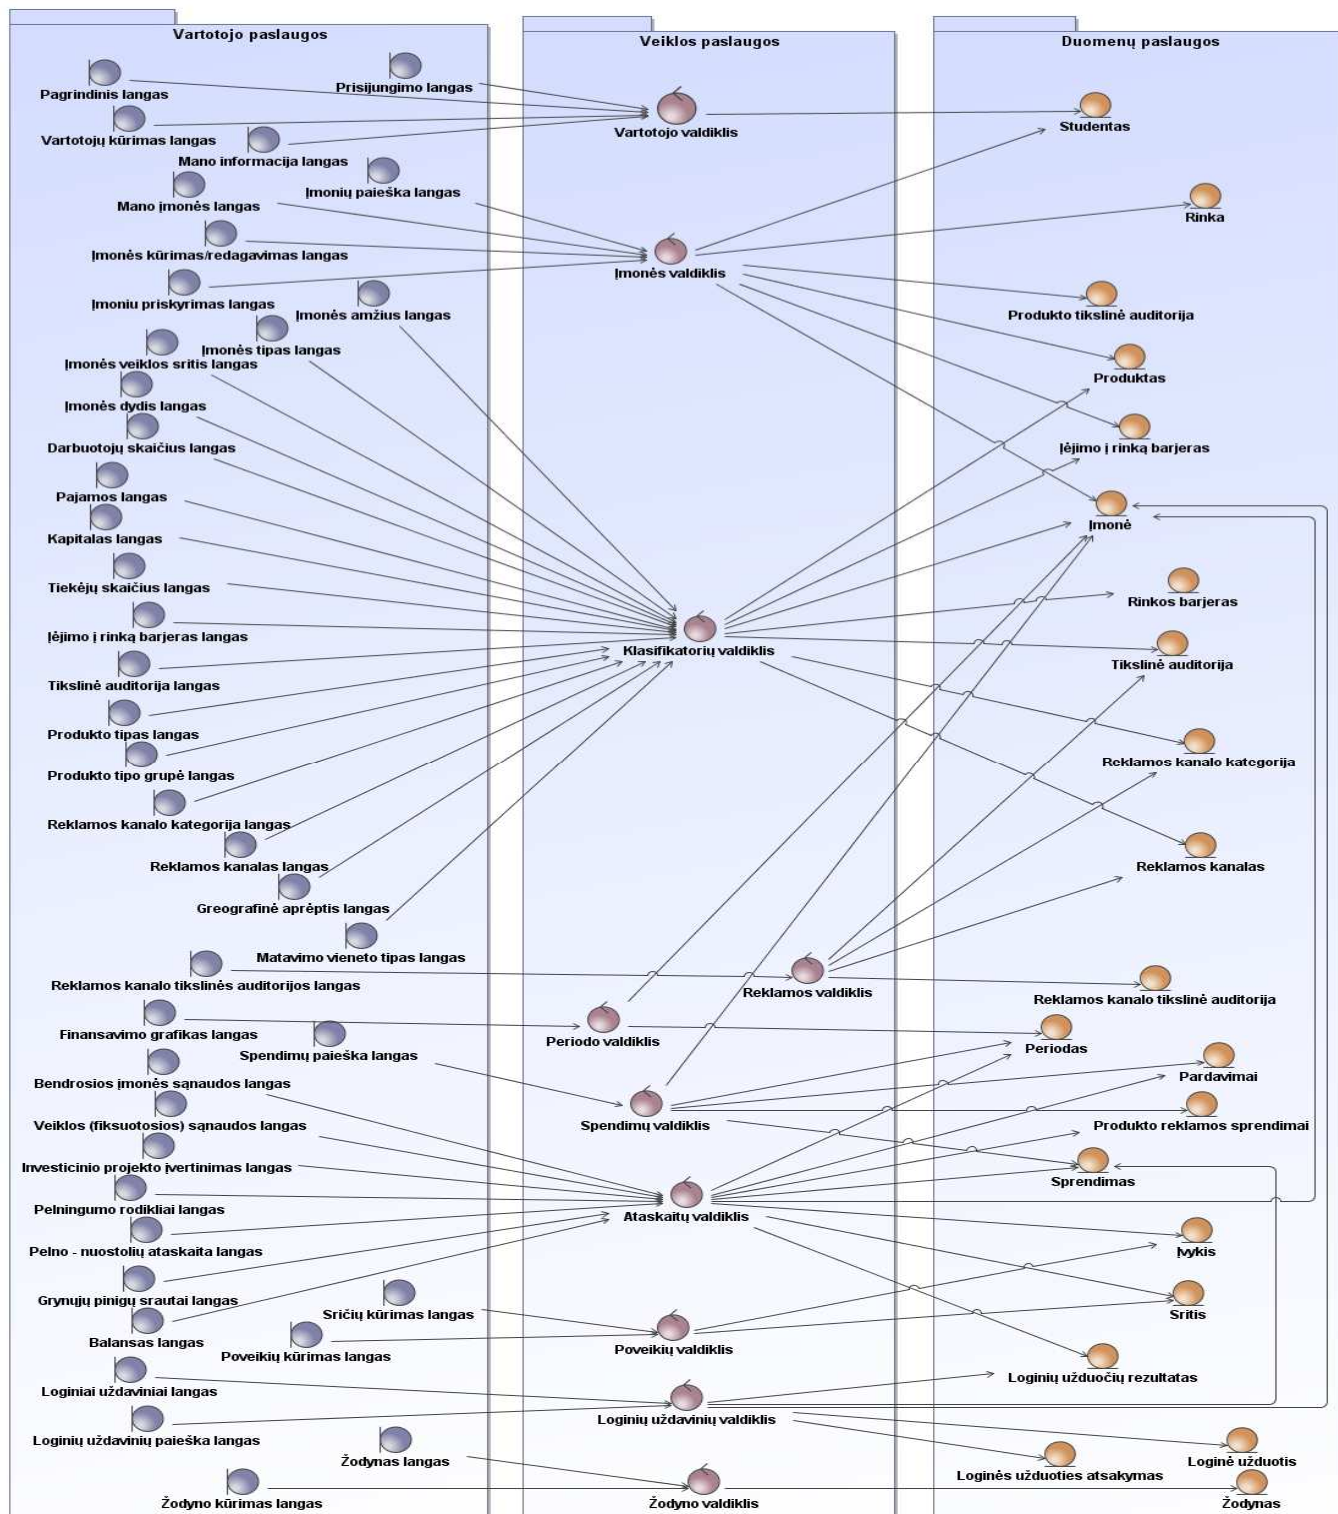 Vartotojo paslaugos
Pagrindinis langas
Prisijungimo langas
Vartotojų kūrimas langas
Mano informacija langas
Įmonių paieška langas
Mano įmonės langas
Įmonės kūrimas/redagavimas langas
Įmoniu priskyrimas langas
Įmonės amžius langas
Įmonės tipas langas
Įmonės veiklos sritis langas
Įmonės dydis langas
Darbuotojų skaičius langas
Pajamos langas
Kapitalas langas
Tiekėjų skaičius langas
Įėjimo į rinką barjeras langas
Tikslinė auditorija langas
Produkto tipas langas
Produkto tipo grupė langas
Reklamos kanalo kategorija langas
Reklamos kanalas langas
Greografinė aprėptis langas
Matavimo vieneto tipas langas
Reklamos kanalo tikslinės auditorijos langas
Finansavimo grafikas langas
Spendimų paieška langas
Bendrosios įmonės sąnaudos langas
Veiklos (fiksuotosios) sąnaudos langas
Investicinio projekto įvertinimas langas
Pelningumo rodikliai langas
Pelno - nuostolių ataskaita langas
Grynųjų pinigų srautai langas
Sričių kūrimas langas
Balansas langas
Poveikių kūrimas langas
Loginiai uždaviniai langas
Loginių uždavinių paieška langas
Žodynas langas
Žodyno kūrimas langas
Veiklos paslaugos
Vartotojo valdiklis
Įmonės valdiklis
Klasifikatorių valdiklis
Reklamos valdiklis
Periodo valdiklis
Spendimų valdiklis
Ataskaitų valdiklis
Poveikių valdiklis
Loginių uždavinių valdiklis
Žodyno valdiklis
Duomenų paslaugos
Studentas
Rinka
Produkto tikslinė auditorija
Produktas
Įėjimo į rinką barjeras
Įmonė
Rinkos barjeras
Tikslinė auditorija
Reklamos kanalo kategorija
Reklamos kanalas
Reklamos kanalo tikslinė auditorija
Periodas
Pardavimai
Produkto reklamos sprendimai
Sprendimas
Įvykis
Sritis
Loginių užduočių rezultatas
Loginė užduotis
Loginės užduoties atsakymas
Žodynas